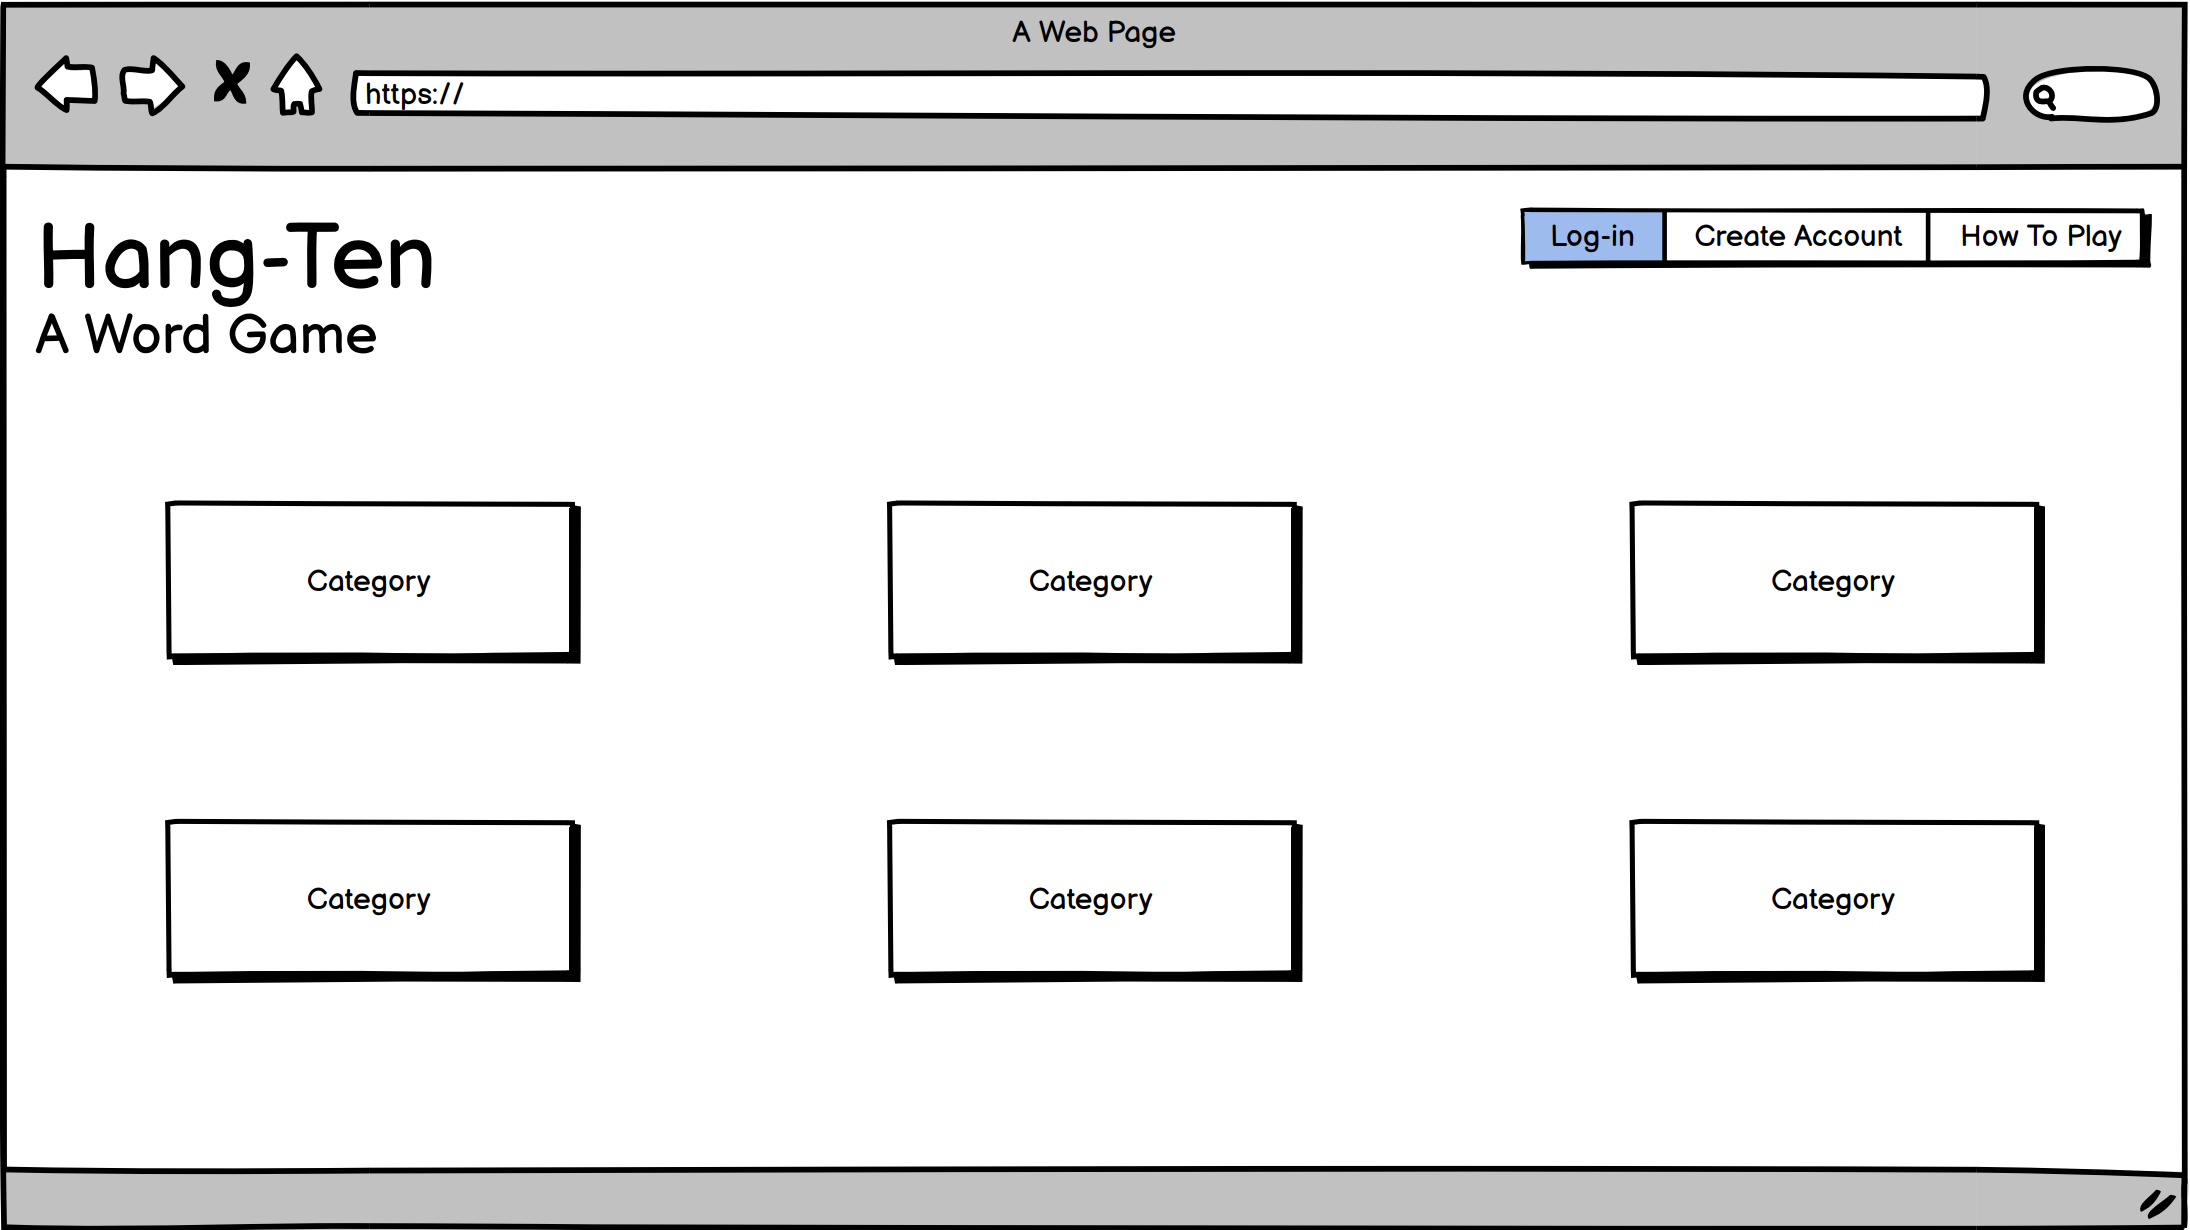 A Web Page
https://
Hang-Ten
A Word Game
Log-in Create Account How To Play
Category Category Category
Category Category Category